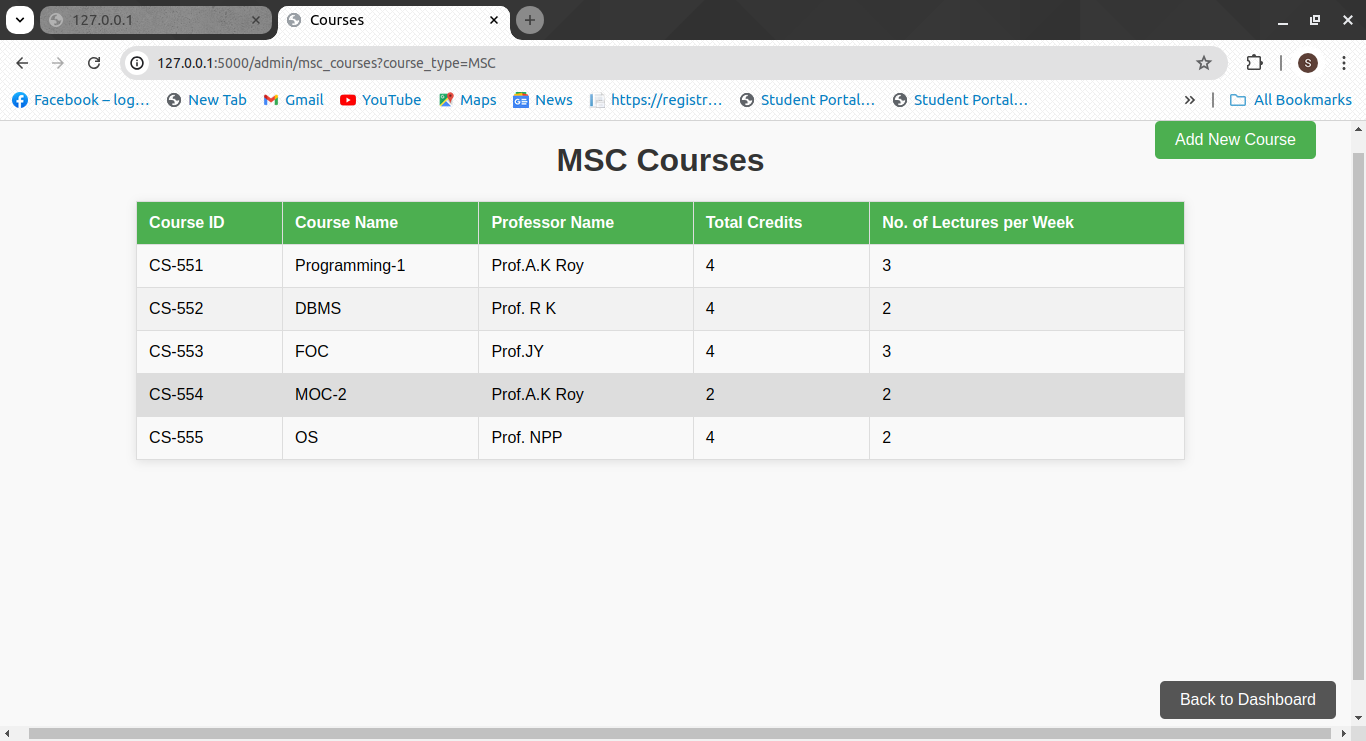 127.0.0.1
Courses
127.0.0.1:5000/admin/msc_courses?course_type=MSC
S
Facebook – log... New Tab Gmail YouTube Maps News https://registr... Student Portal... Student Portal... All Bookmarks
Add New Course
MSC Courses
Course ID Course Name Professor Name Total Credits No. of Lectures per Week
CS-551 Programming-1 Prof.A.K Roy 4 3
CS-552 DBMS Prof. R K 4 2
CS-553 FOC Prof.JY 4 3
CS-554 MOC-2 Prof.A.K Roy 2 2
CS-555 OS Prof. NPP 4 2
Back to Dashboard